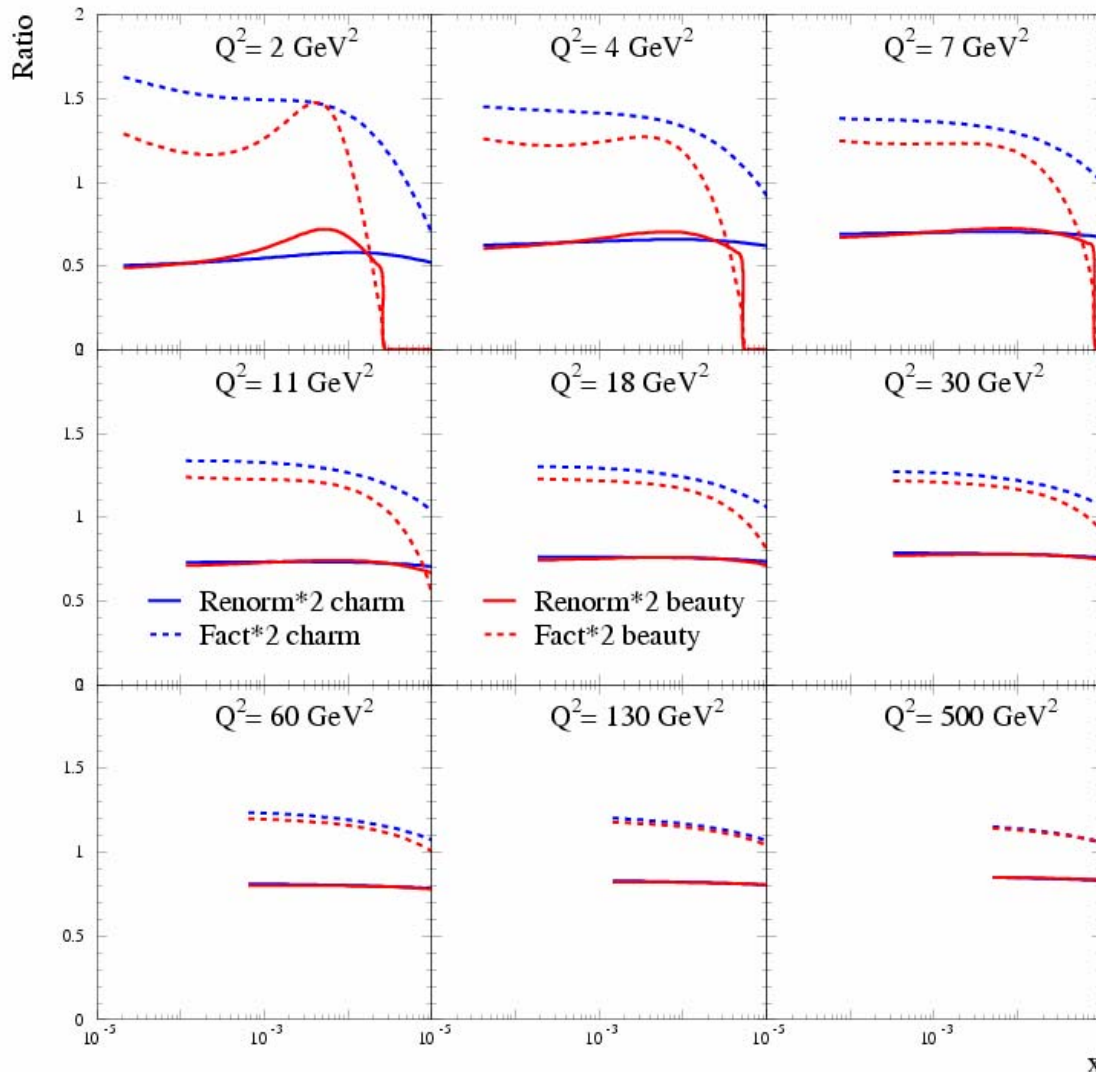 Ratio
2
Q²= 2 GeV²
Q²= 4 GeV²
Q²= 7 GeV²
1.5
1
0.5
0
Q²= 11 GeV²
Q²= 18 GeV²
Q²= 30 GeV²
1.5
1
Renorm*2 charm
Fact*2 charm
Renorm*2 beauty
Fact*2 beauty
0.5
0
Q²= 60 GeV²
Q²= 130 GeV²
Q²= 500 GeV²
1.5
1
0.5
0
10⁻⁵ 10⁻³ 10⁻⁵ 10⁻³ 10⁻⁵ 10⁻³
x